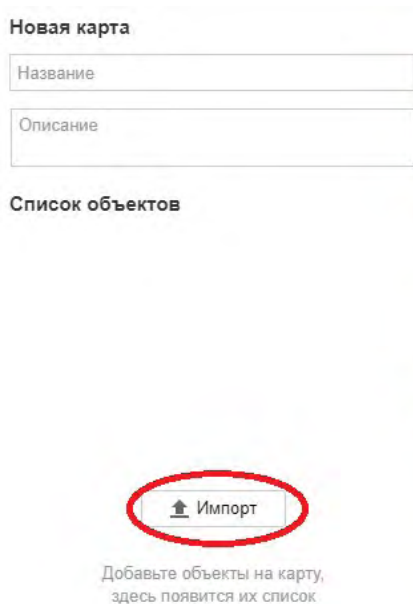 Новая карта
Название
Описание
Список объектов
Импорт
Добавьте объекты на карту,
здесь появится их список